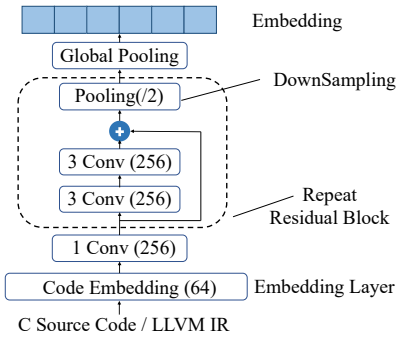 Embedding
Global Pooling
Pooling(/2)
DownSampling
+
3 Conv (256)
3 Conv (256)
Repeat
Residual Block
1 Conv (256)
Code Embedding (64)
Embedding Layer
C Source Code / LLVM IR